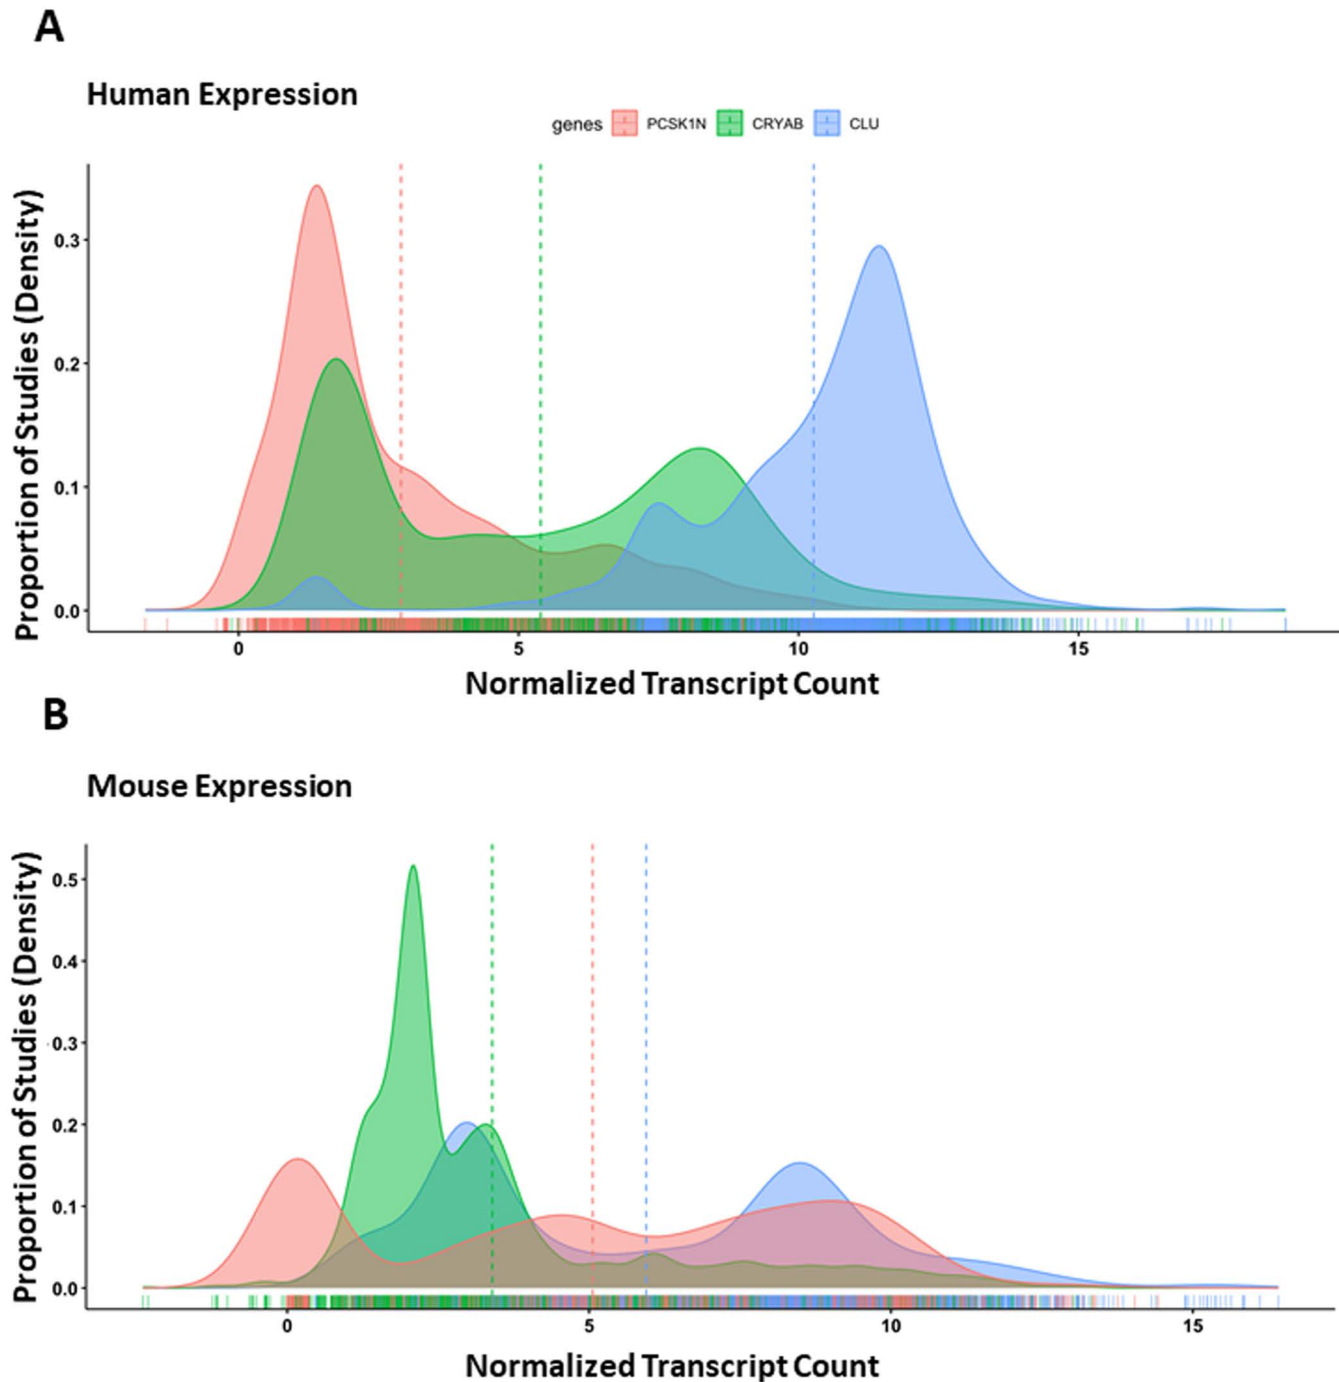 A
Human Expression
genes PCSK1N CRYAB CLU
Proportion of Studies (Density)
0.3
0.2
0.1
0.0
0 5 10 15
Normalized Transcript Count
B
Mouse Expression
Proportion of Studies (Density)
0.5
0.4
0.3
0.2
0.1
0.0
0 5 10 15
Normalized Transcript Count